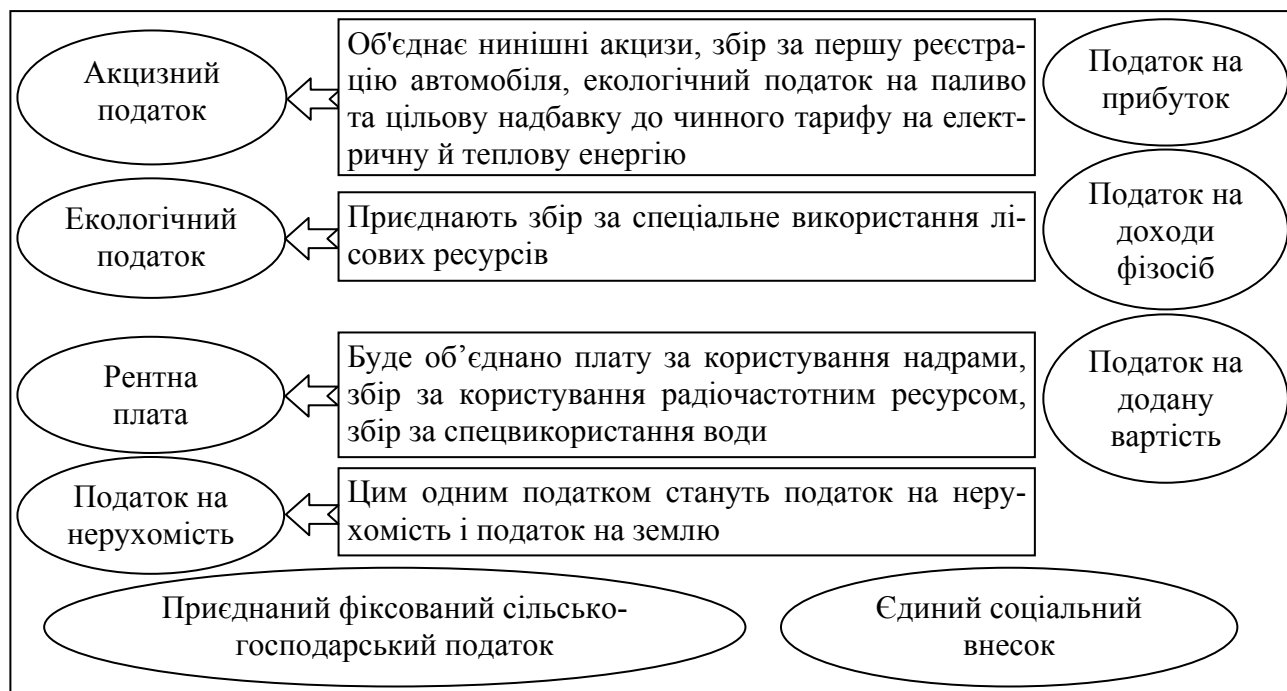 Акцизний
податок
Об'єднає нинішні акцизи, збір за першу реєстра-
цію автомобіля, екологічний податок на паливо
та цільову надбавку до чинного тарифу на елект-
ричну й теплову енергію
Податок на
прибуток
Екологічний
податок
Приєднають збір за спеціальне використання лі-
сових ресурсів
Податок на
доходи
фізосіб
Рентна
плата
Буде об’єднано плату за користування надрами,
збір за користування радіочастотним ресурсом,
збір за спецвикористання води
Податок на
додану
вартість
Податок на
нерухомість
Цим одним податком стануть податок на неру-
хомість і податок на землю
Приєднаний фіксований сільсько-
господарський податок
Єдиний соціальний
внесок